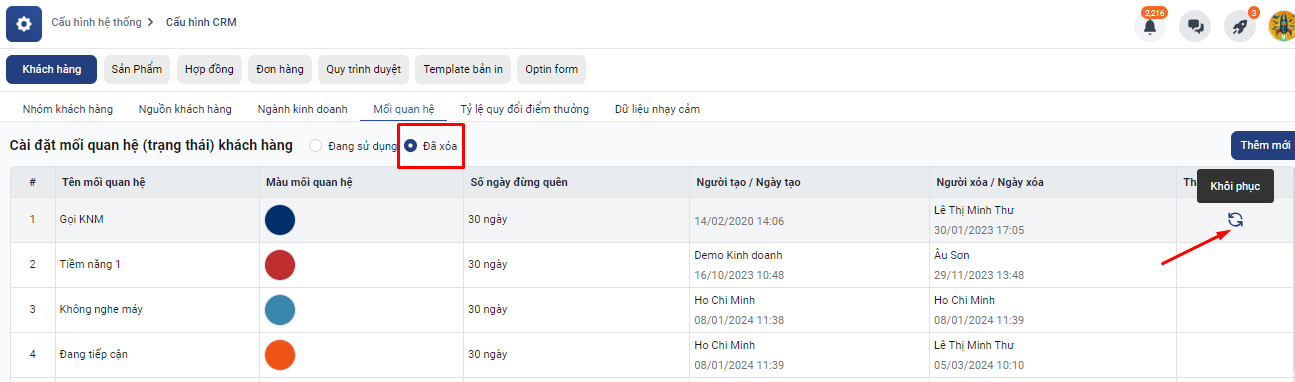 Cấu hình hệ thống > Cấu hình CRM
2,216
3
Khách hàng Sản Phẩm Hợp đồng Đơn hàng Quy trình duyệt Template bản in Optin form
Nhóm khách hàng Nguồn khách hàng Ngành kinh doanh Mối quan hệ Tỷ lệ quy đổi điểm thưởng Dữ liệu nhạy cảm
Cài đặt mối quan hệ (trạng thái) khách hàng Đang sử dụng Đã xóa Thêm mới
# Tên mối quan hệ Màu mối quan hệ Số ngày đừng quên Người tạo / Ngày tạo Người xóa / Ngày xóa Th
Khôi phục
1 Gọi KNM 30 ngày 14/02/2020 14:06 Lê Thị Minh Thư
30/01/2023 17:05
2 Tiềm năng 1 30 ngày Demo Kinh doanh Âu Sơn
16/10/2023 10:48 29/11/2023 13:48
3 Không nghe máy 30 ngày Ho Chi Minh Ho Chi Minh
08/01/2024 11:38 08/01/2024 11:39
4 Đang tiếp cận 30 ngày Ho Chi Minh Lê Thị Minh Thư
08/01/2024 11:39 05/03/2024 10:10